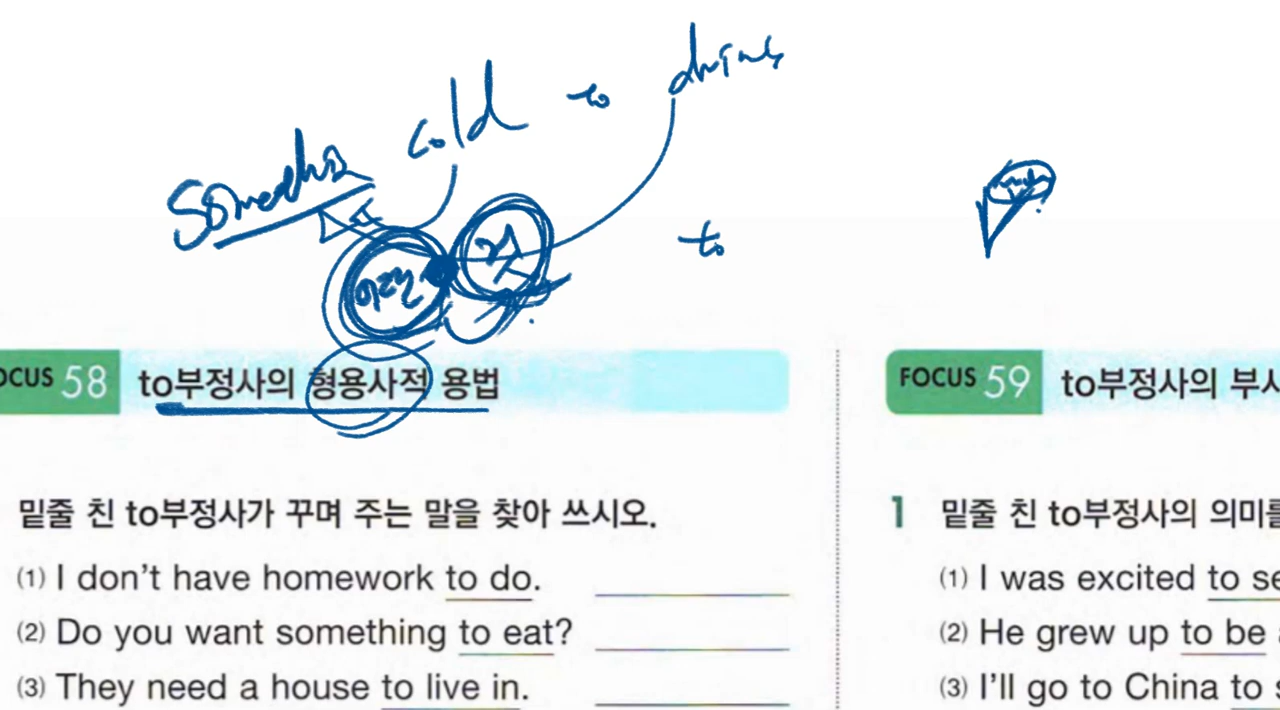 Something cold to drink
to
FOCUS 58 to부정사의 형용사적 용법
밑줄 친 to부정사가 꾸며 주는 말을 찾아 쓰시오.
(1) I don't have homework to do.
(2) Do you want something to eat?
(3) They need a house to live in.
FOCUS 59 to부정사의 부사
1 밑줄 친 to부정사의 의미를
(1) I was excited to se
(2) He grew up to be
(3) I'll go to China to s